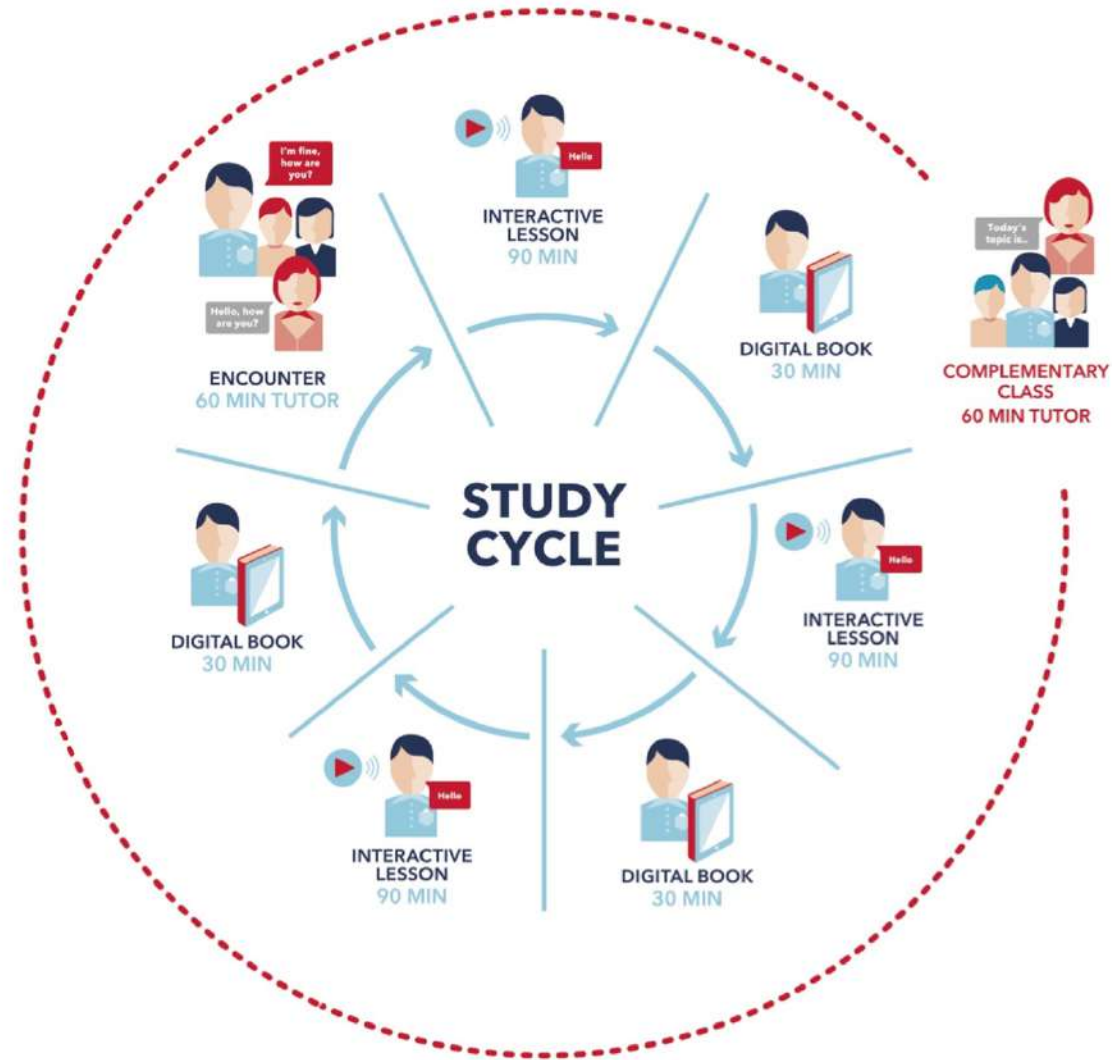 STUDY
CYCLE
Hello
INTERACTIVE
LESSON
90 MIN
DIGITAL BOOK
30 MIN
Hello
INTERACTIVE
LESSON
90 MIN
DIGITAL BOOK
30 MIN
Hello
INTERACTIVE
LESSON
90 MIN
DIGITAL BOOK
30 MIN
I'm fine,
how are
you?
Hello, how
are you?
ENCOUNTER
60 MIN TUTOR
Today's
topic is..
COMPLEMENTARY
CLASS
60 MIN TUTOR